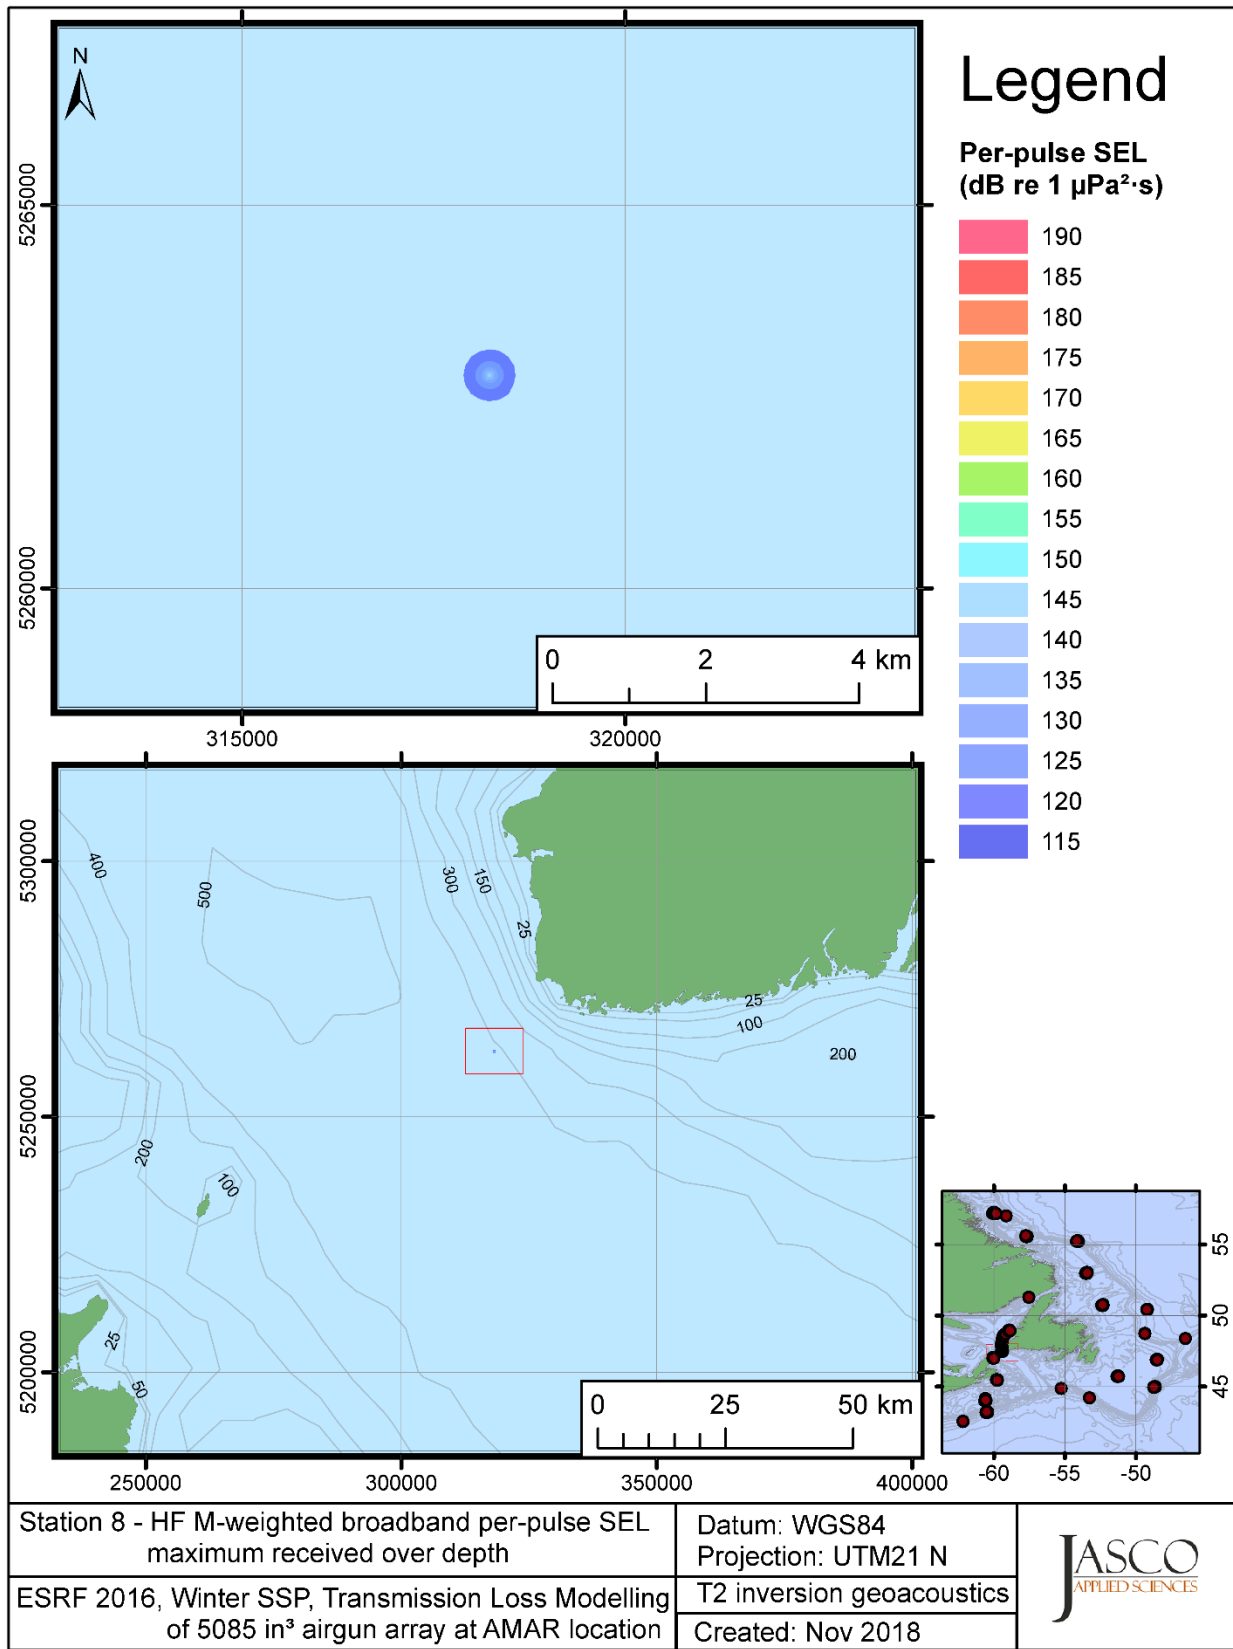 N
5265000
5260000
0 2 4 km
315000 320000
Legend
Per-pulse SEL
(dB re 1 µPa²·s)
190
185
180
175
170
165
160
155
150
145
140
135
130
125
120
115
5300000
5250000
5200000
400
500
300
150
25
25
100
200
200
100
25
50
0 25 50 km
250000 300000 350000 400000
55
50
45
-60 -55 -50
Station 8 - HF M-weighted broadband per-pulse SEL
maximum received over depth
ESRF 2016, Winter SSP, Transmission Loss Modelling
of 5085 in³ airgun array at AMAR location
Datum: WGS84
Projection: UTM21 N
T2 inversion geoacoustics
Created: Nov 2018
JASCO
APPLIED SCIENCES